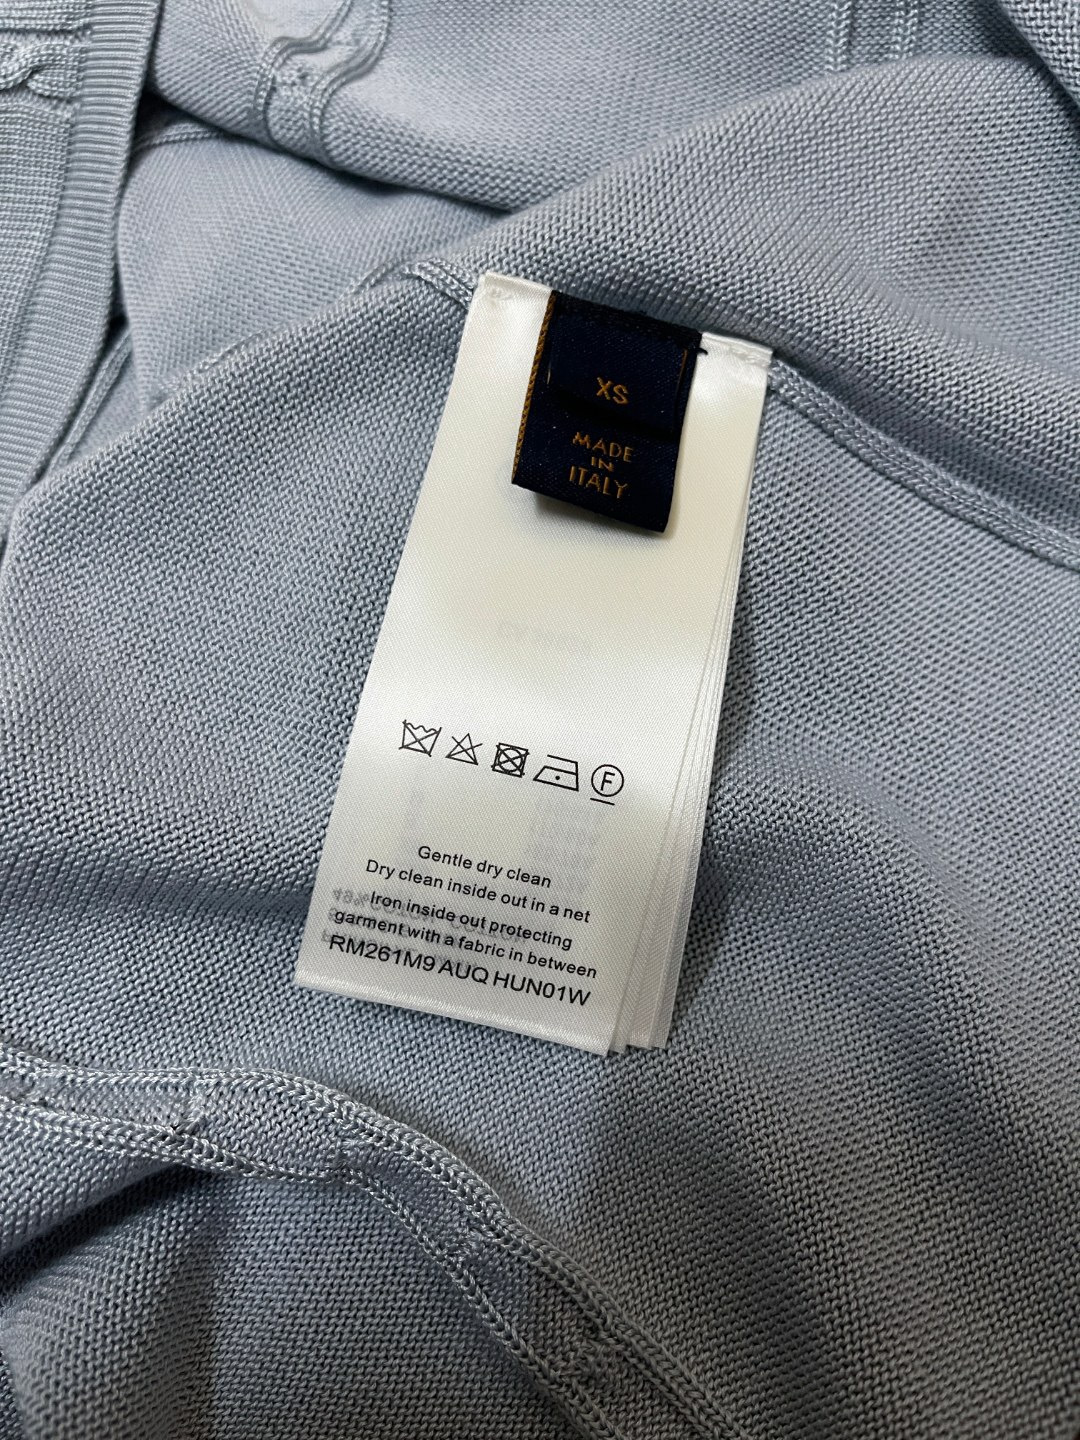 XS
MADE
IN
ITALY
F
Gentle dry clean
Dry clean inside out in a net
Iron inside out protecting
garment with a fabric in between
RM261M9 AUQ HUN01W